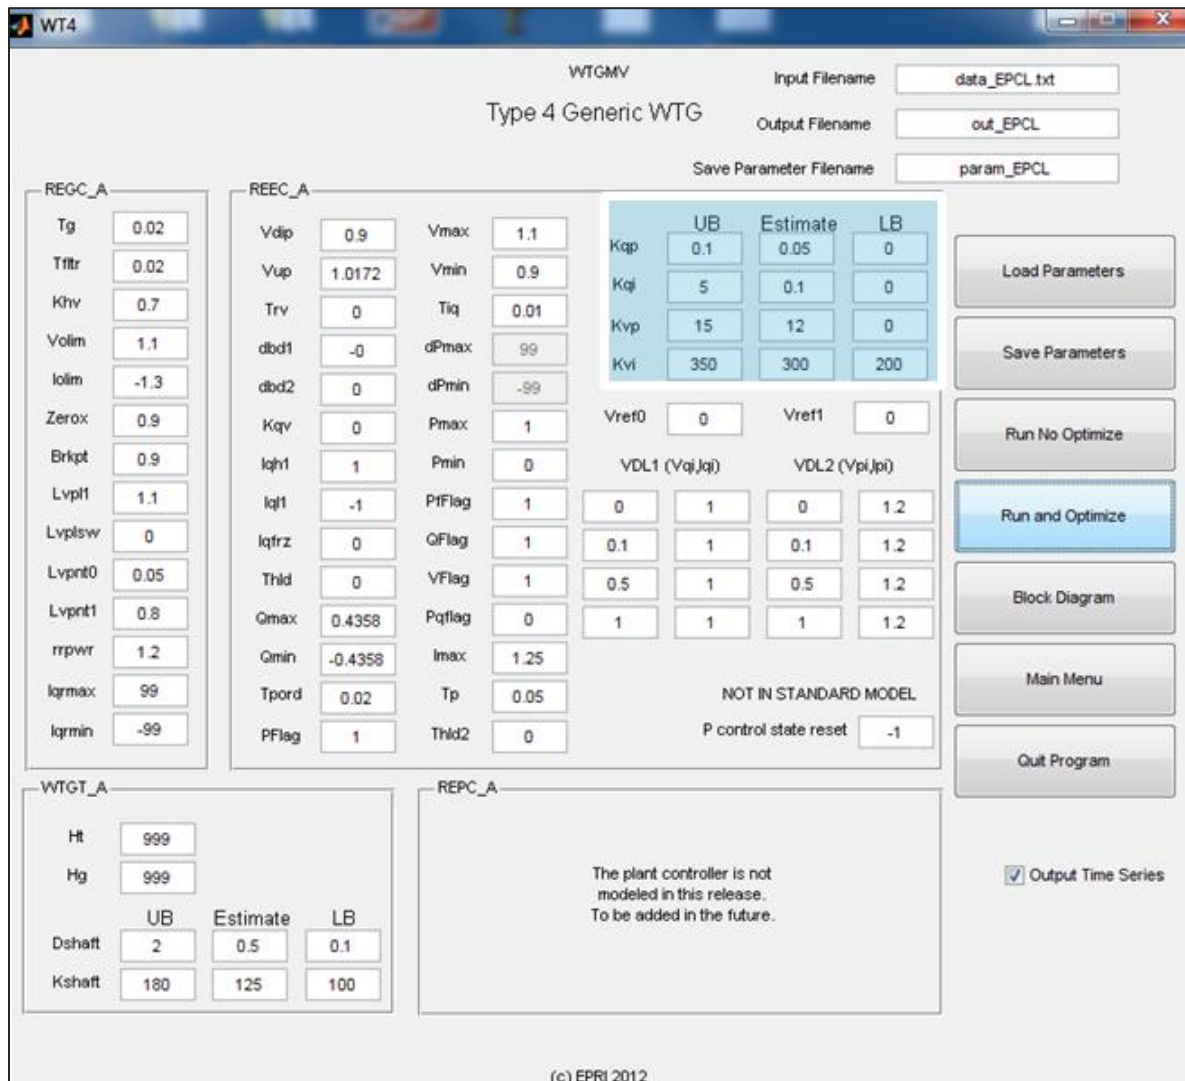 WT4
WTGMV
Type 4 Generic WTG
Input Filename data_EPCL.txt
Output Filename out_EPCL
Save Parameter Filename param_EPCL
REGC_A
Tg 0.02
Tfltr 0.02
Khv 0.7
Volim 1.1
Iolim -1.3
Zerox 0.9
Brkpt 0.9
Lvpl1 1.1
Lvplsw 0
Lvpnt0 0.05
Lvpnt1 0.8
rrpwr 1.2
Iqrmax 99
Iqrmin -99
REEC_A
Vdip 0.9
Vup 1.0172
Trv 0
dbd1 -0
dbd2 0
Kqv 0
Iqh1 1
Iql1 -1
Iqfrz 0
Thld 0
Qmax 0.4358
Qmin -0.4358
Tpord 0.02
PFlag 1
Vmax 1.1
Vmin 0.9
Tiq 0.01
dPmax 99
dPmin -99
Pmax 1
Pmin 0
PfFlag 1
QFlag 1
VFlag 1
Pqflag 0
Imax 1.25
Tp 0.05
Thld2 0
UB Estimate LB
Kqp 0.1 0.05 0
Kqi 5 0.1 0
Kvp 15 12 0
Kvi 350 300 200
Vref0 0 Vref1 0
VDL1 (Vqi,Iqi) VDL2 (Vpi,Ipi)
0 1 0 1.2
0.1 1 0.1 1.2
0.5 1 0.5 1.2
1 1 1 1.2
NOT IN STANDARD MODEL
P control state reset -1
Load Parameters
Save Parameters
Run No Optimize
Run and Optimize
Block Diagram
Main Menu
Quit Program
WTGT_A
Ht 999
Hg 999
UB Estimate LB
Dshaft 2 0.5 0.1
Kshaft 180 125 100
REPC_A
The plant controller is not
modeled in this release.
To be added in the future.
Output Time Series
(c) EPRI 2012